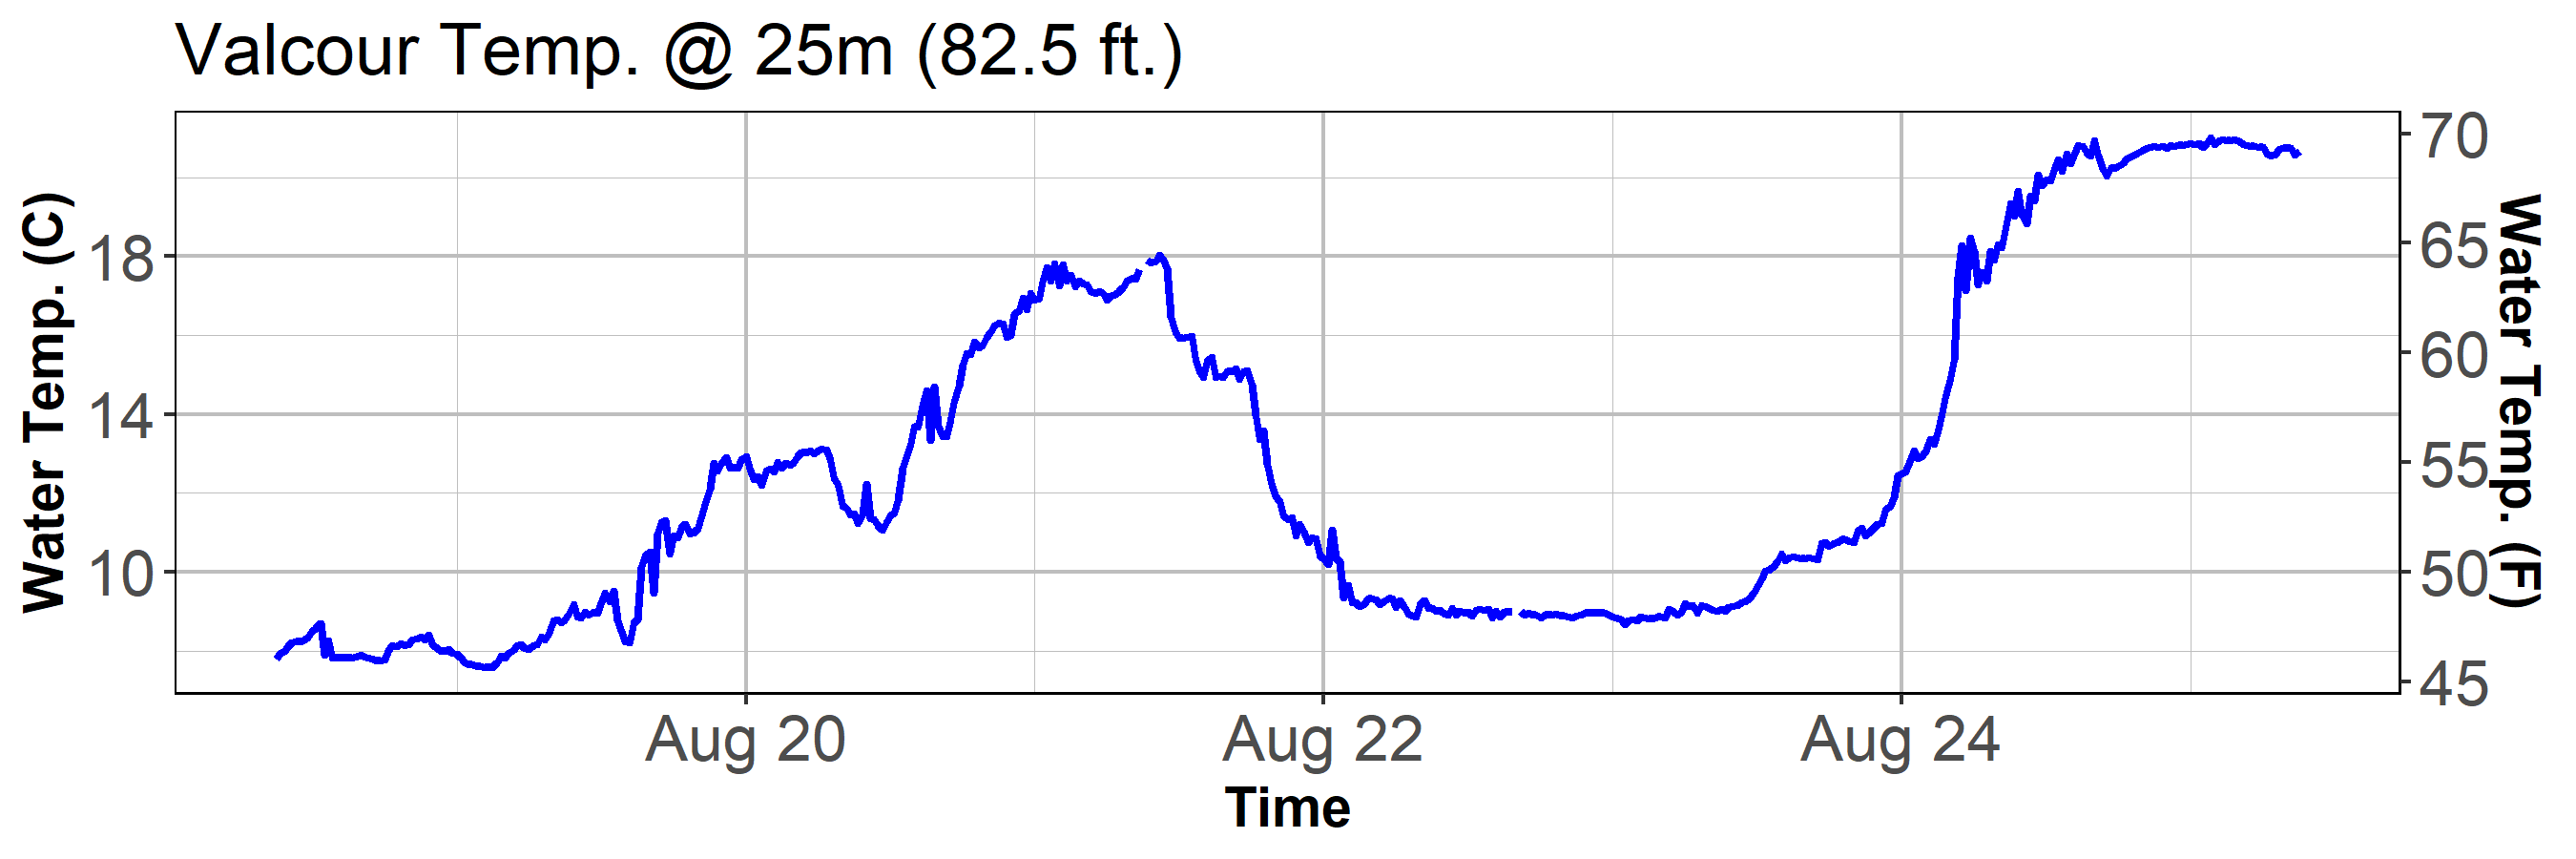 Valcour Temp. @ 25m (82.5 ft.)
Water Temp. (C)
18
14
10
70
65
60
55
50
45
Water Temp. (F)
Aug 20 Aug 22 Aug 24
Time